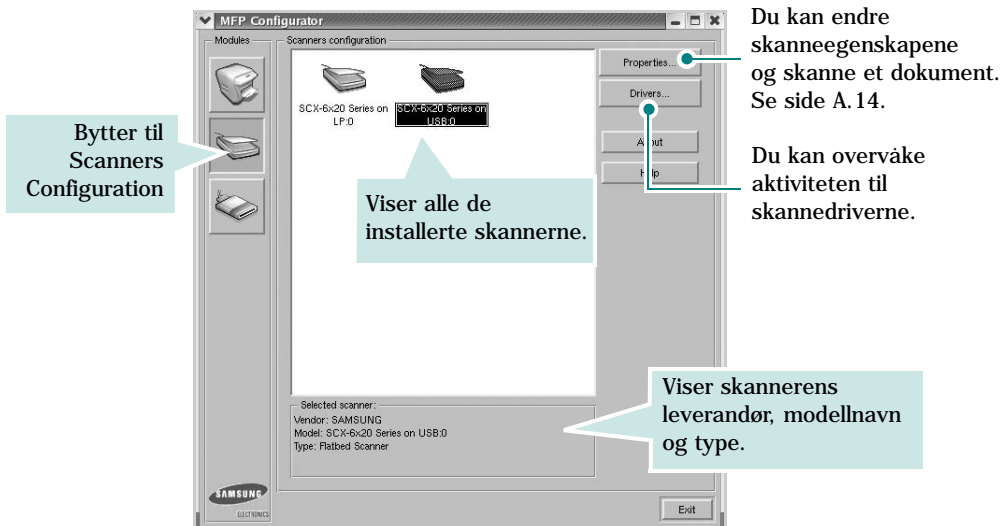 MFP Configurator
Modules
Scanners configuration
SCX-6x20 Series on
LP:0
SCX-6x20 Series on
USB:0
Properties...
Drivers...
About
Help
Selected scanner:
Vendor: SAMSUNG
Model: SCX-6x20 Series on USB:0
Type: Flatbed Scanner
SAMSUNG
ELECTRONICS
Exit
Bytter til
Scanners
Configuration
Viser alle de
installerte skannerne.
Du kan endre
skanneegenskapene
og skanne et dokument.
Se side A.14.
Du kan overvåke
aktiviteten til
skannedriverne.
Viser skannerens
leverandør, modellnavn
og type.